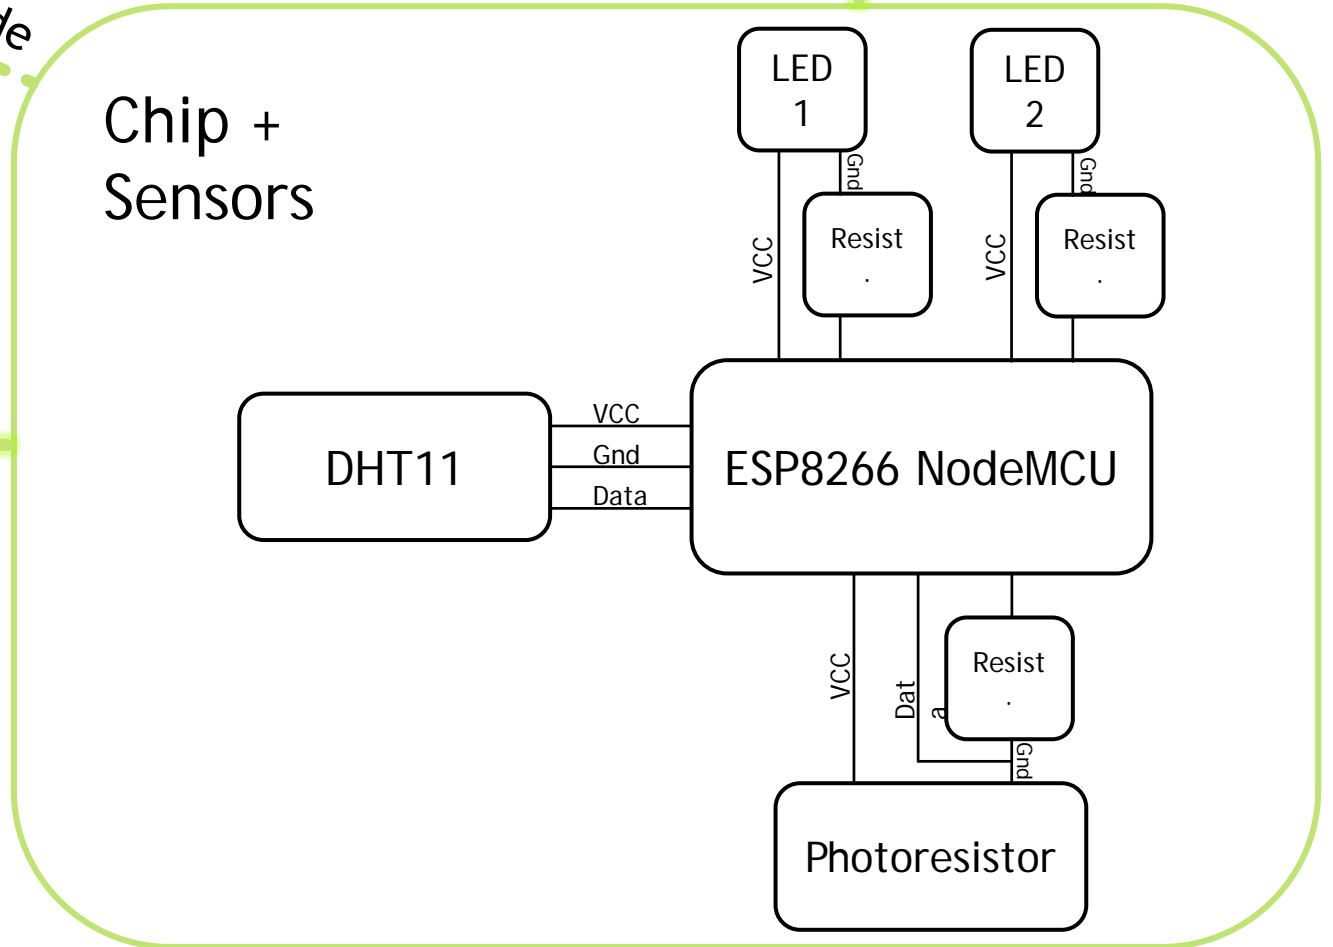 Chip +
Sensors
LED
1
LED
2
Gnd
Gnd
VCC
Resist
.
VCC
Resist
.
DHT11
VCC
Gnd
Data
ESP8266 NodeMCU
VCC
Dat
a
Resist
.
Gnd
Photoresistor